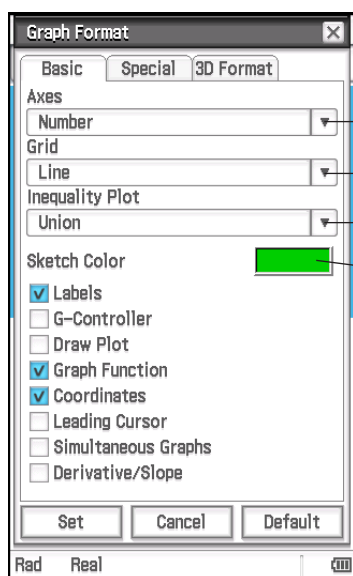 Graph Format
Basic Special 3D Format
Axes
Number
Grid
Line
Inequality Plot
Union
Sketch Color
Labels
G-Controller
Draw Plot
Graph Function
Coordinates
Leading Cursor
Simultaneous Graphs
Derivative/Slope
Set Cancel Default
Rad Real